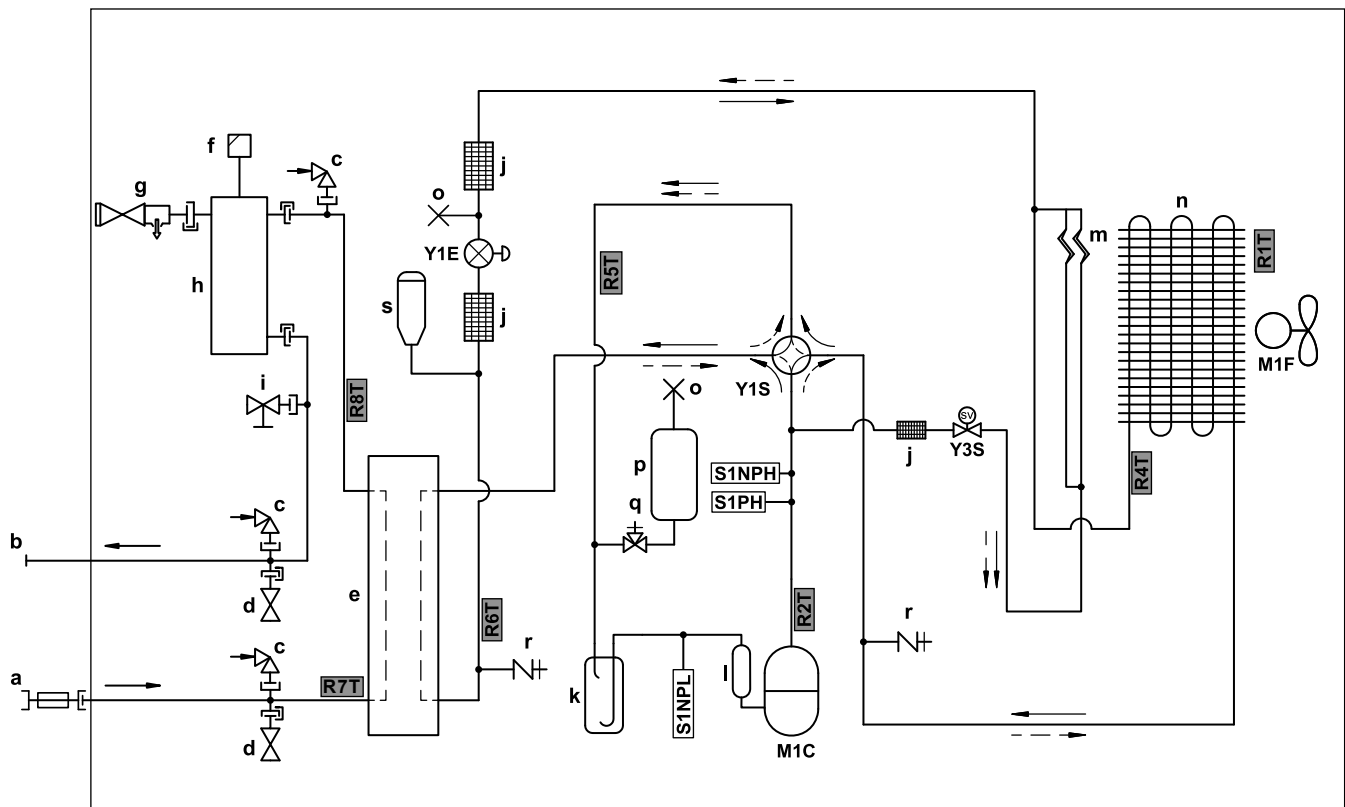 f
c
g
j
o
Y1E
h
s
j
i
R8T
R5T
m
n
R1T
M1F
Y1S
o
SV
j
Y3S
p
S1NPH
S1PH
R4T
q
c
b
d
e
R6T
R2T
r
r
c
a
R7T
d
k
S1NPL
l
M1C